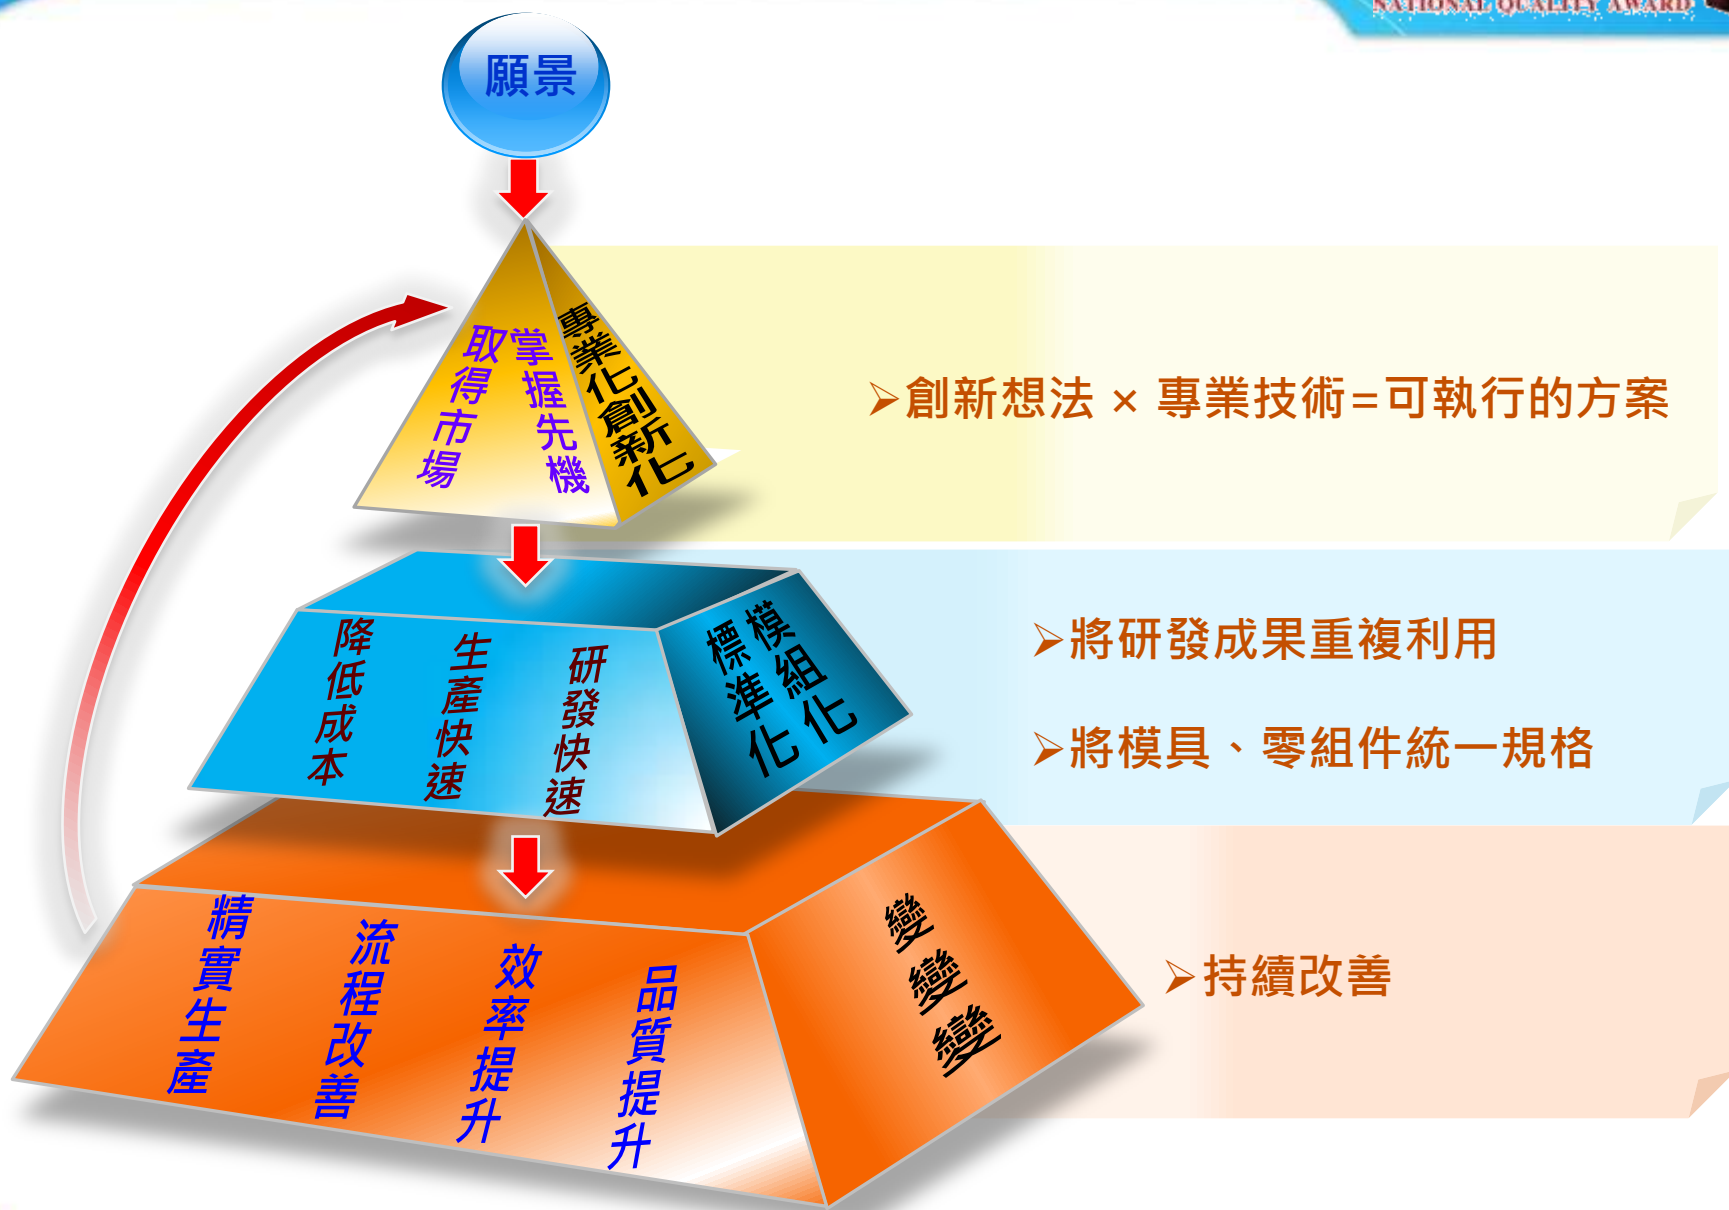 NATIONAL QUALITY AWARD
願景
取得市場
掌握先機
專業化創新化
➢創新想法 × 專業技術=可執行的方案
降低成本
生產快速
研發快速
標準化
模組化
➢將研發成果重複利用
➢將模具、零組件統一規格
精實生產
流程改善
效率提升
品質提升
變變變
➢持續改善